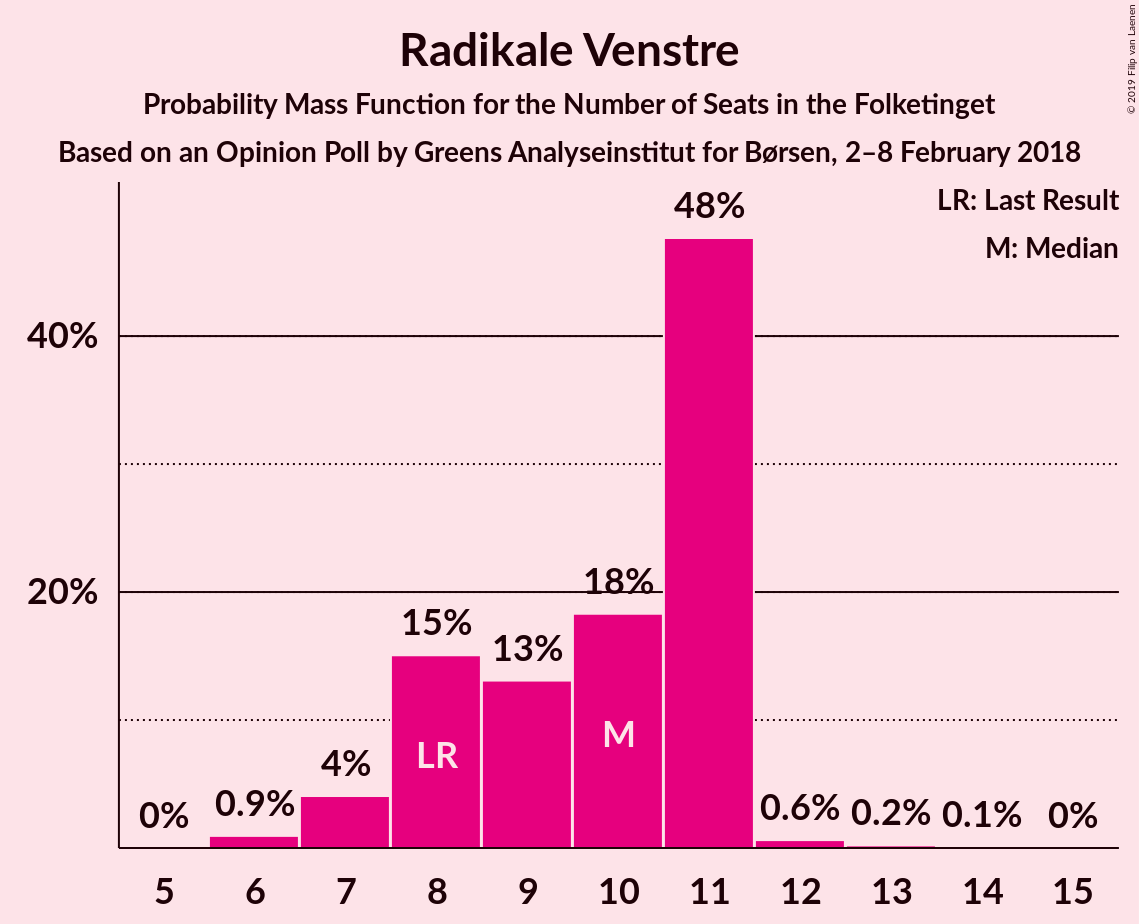 Radikale Venstre
Probability Mass Function for the Number of Seats in the Folketinget
Based on an Opinion Poll by Greens Analyseinstitut for Børsen, 2–8 February 2018
© 2019 Filip van Laenen
LR: Last Result
M: Median
48%
40%
20%
18%
15%
13%
4%
0.9%
0%
0.6%
0.2%
0.1%
0%
LR
M
5 6 7 8 9 10 11 12 13 14 15